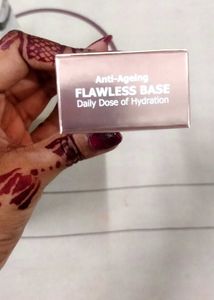 Anti-Ageing
FLAWLESS BASE
Daily Dose of Hydration